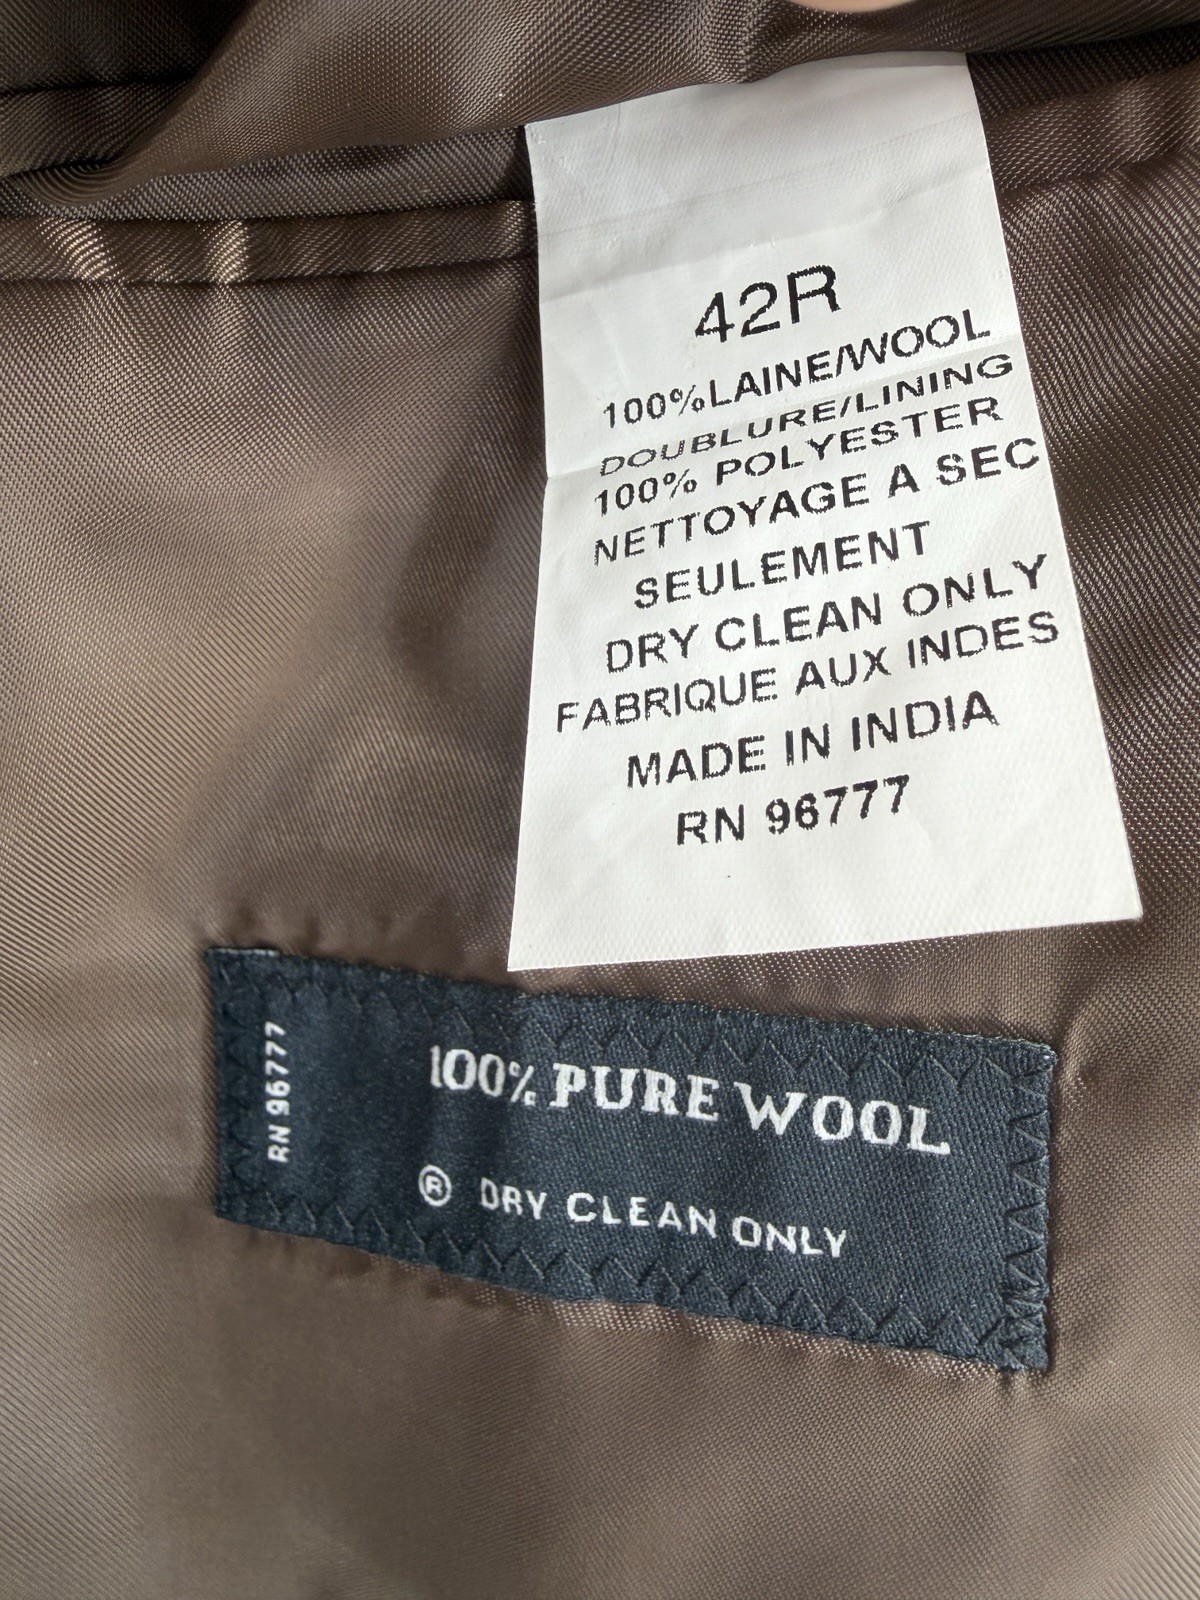 42R
100%LAINE/WOOL
DOUBLURE/LINING
100% POLYESTER
NETTOYAGE A SEC
SEULEMENT
DRY CLEAN ONLY
FABRIQUE AUX INDES
MADE IN INDIA
RN 96777
RN 96777
100% PURE WOOL
® DRY CLEAN ONLY